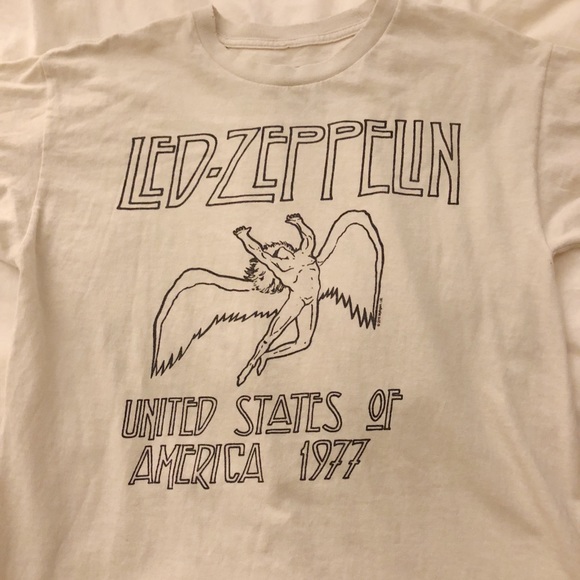 LED-ZEPPELIN
UNITED STATES OF
AMERICA 1977